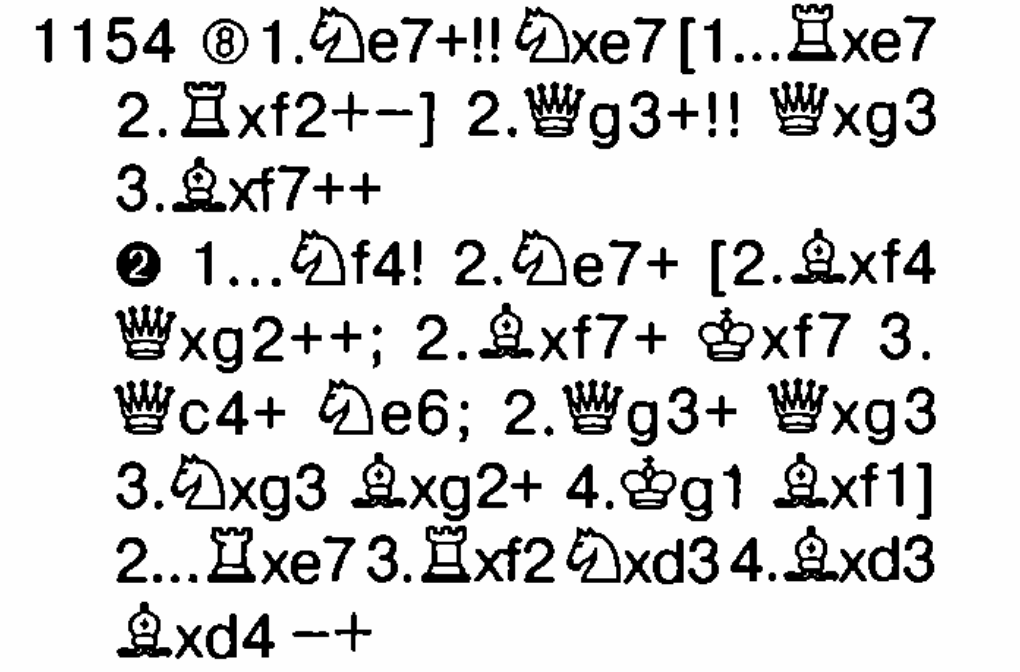 1154 ⑧ 1.♘e7+!! ♘xe7 [1...♖xe7
2.♖xf2+−] 2.♕g3+!! ♕xg3
3.♗xf7++
❷ 1...♘f4! 2.♘e7+ [2.♗xf4
♕xg2++; 2.♗xf7+ ♔xf7 3.
♕c4+ ♘e6; 2.♕g3+ ♕xg3
3.♘xg3 ♗xg2+ 4.♔g1 ♗xf1]
2...♖xe7 3.♖xf2 ♘xd3 4.♗xd3
♗xd4 −+